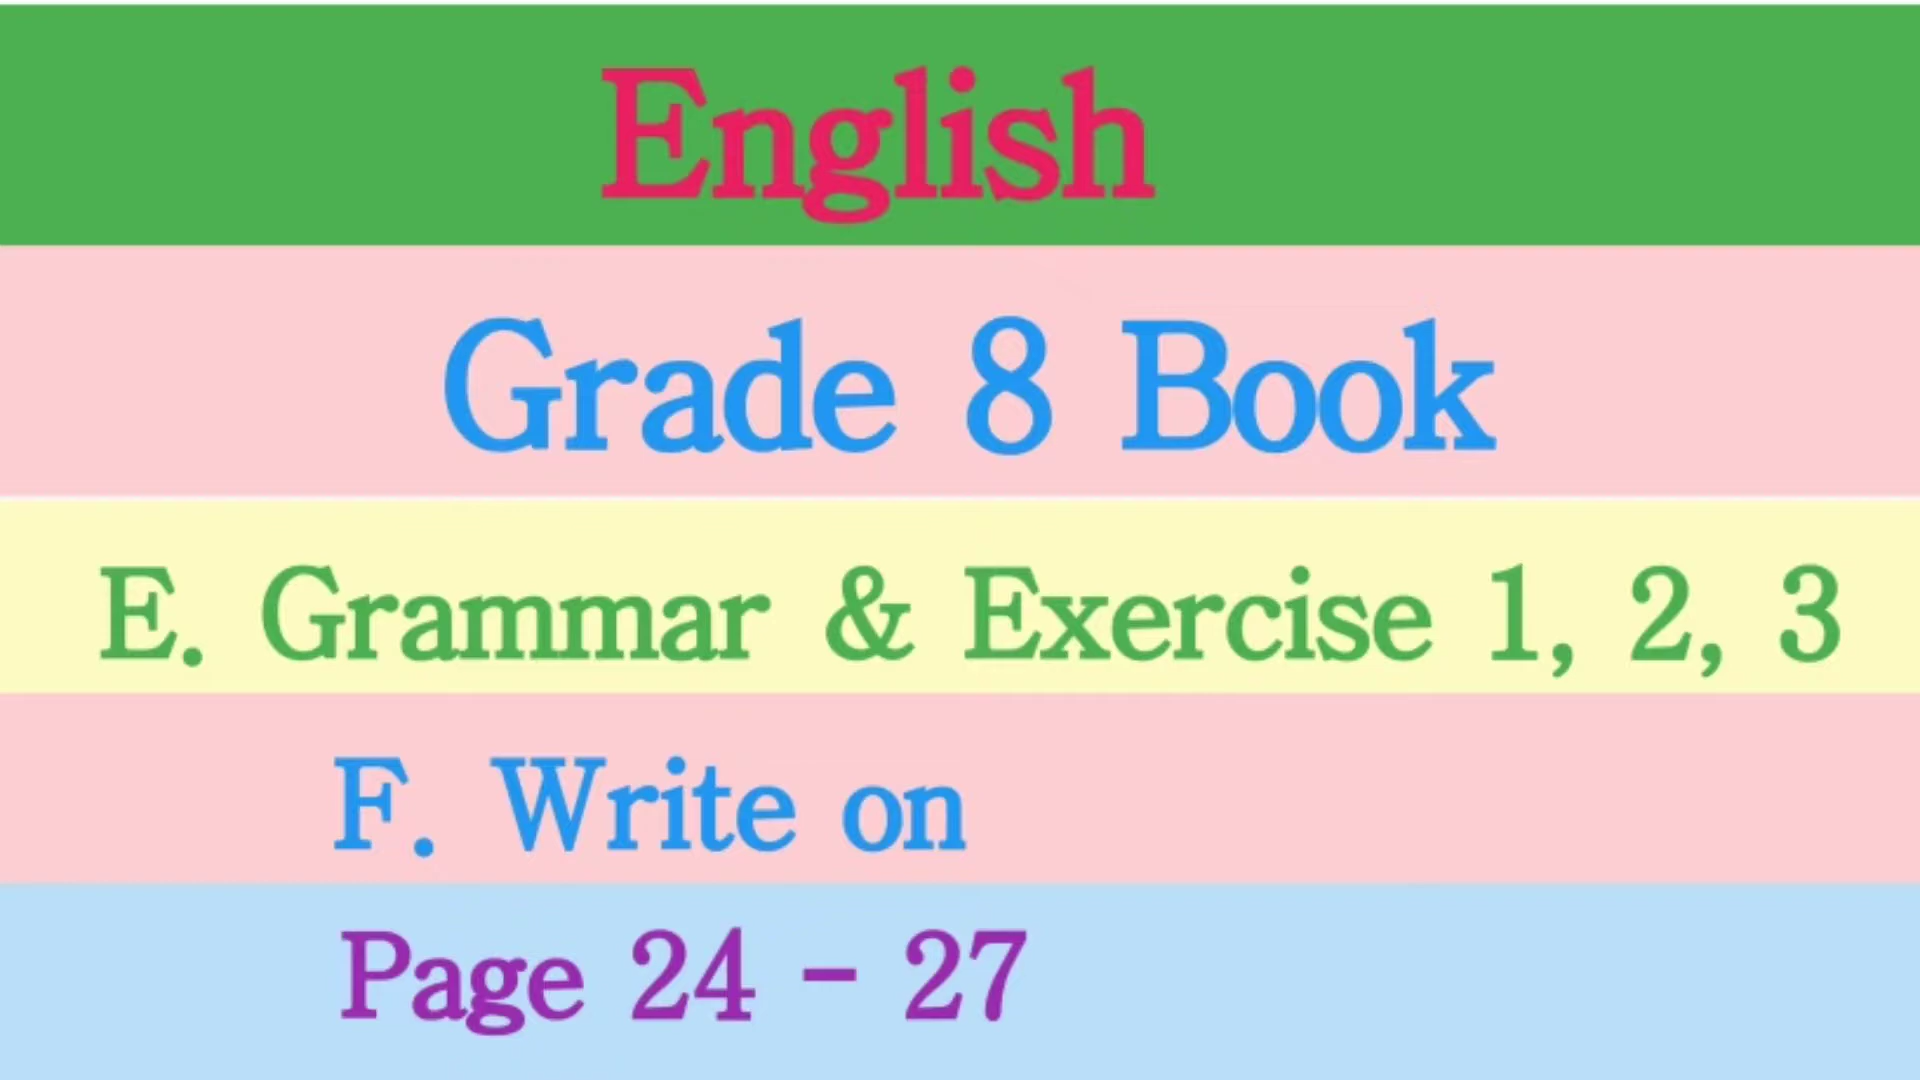 English
Grade 8 Book
E. Grammar & Exercise 1, 2, 3
F. Write on
Page 24 - 27